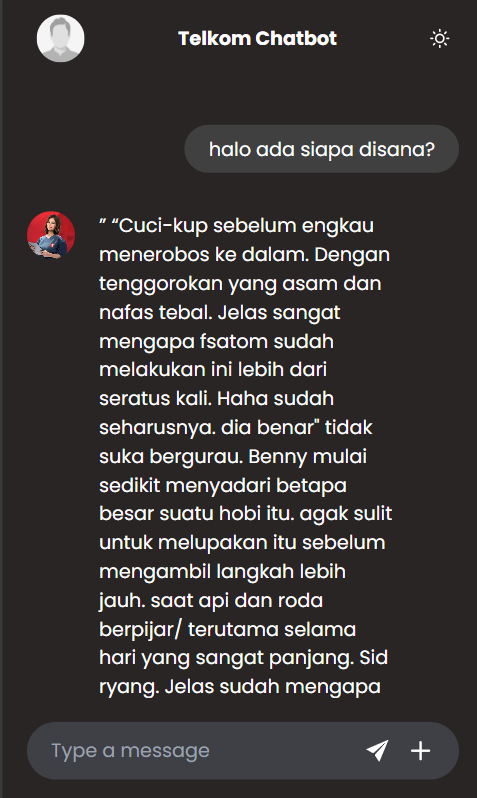 Telkom Chatbot
halo ada siapa disana?
” “Cuci-kup sebelum engkau
menerobos ke dalam. Dengan
tenggorokan yang asam dan
nafas tebal. Jelas sangat
mengapa fsatom sudah
melakukan ini lebih dari
seratus kali. Haha sudah
seharusnya. dia benar" tidak
suka bergurau. Benny mulai
sedikit menyadari betapa
besar suatu hobi itu. agak sulit
untuk melupakan itu sebelum
mengambil langkah lebih
jauh. saat api dan roda
berpijar/ terutama selama
hari yang sangat panjang. Sid
ryang. Jelas sudah mengapa
Type a message